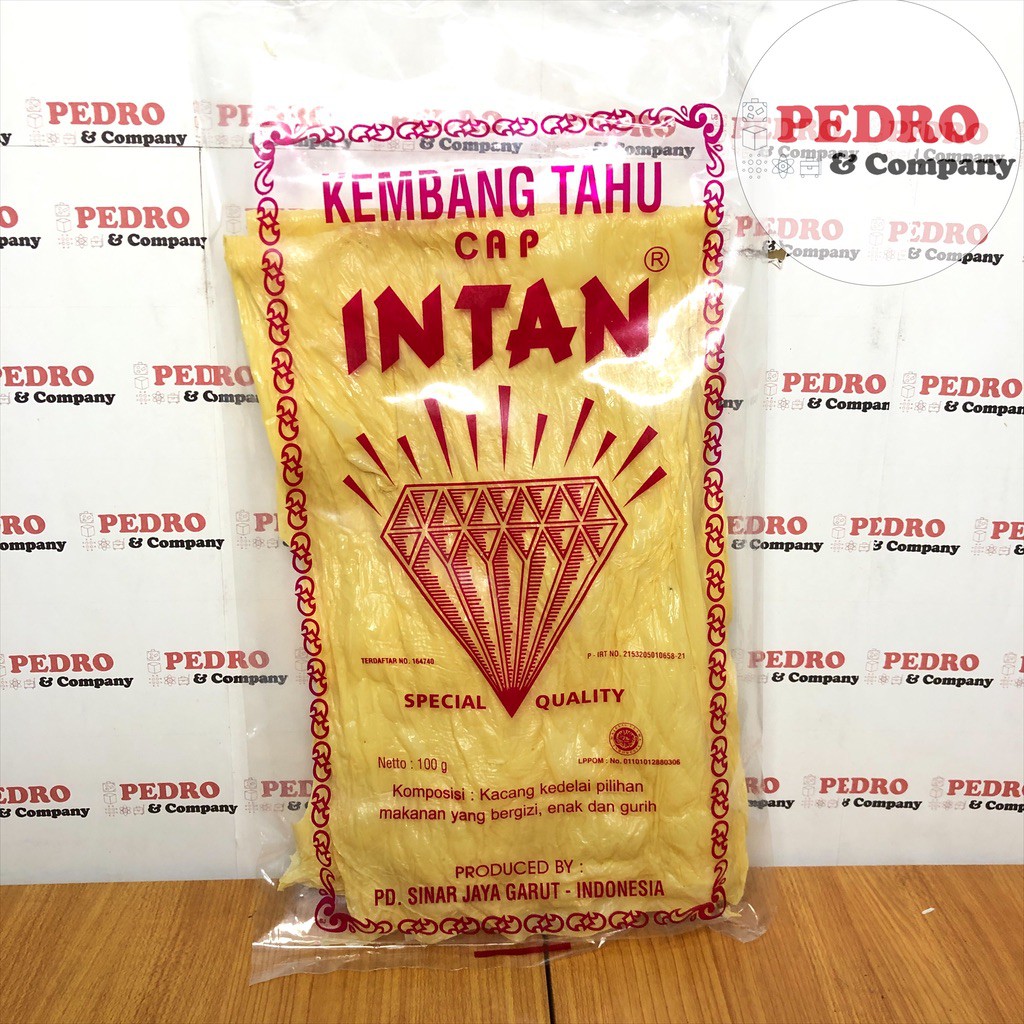 PEDRO
& Company
KEMBANG TAHU
CAP
INTAN ®
TERDAFTAR NO. 164740
P - IRT NO. 2153205010658-21
SPECIAL QUALITY
Netto : 100 g
LPPOM : No. 01101012880306
Komposisi : Kacang kedelai pilihan
makanan yang bergizi, enak dan gurih
PRODUCED BY :
PD. SINAR JAYA GARUT - INDONESIA